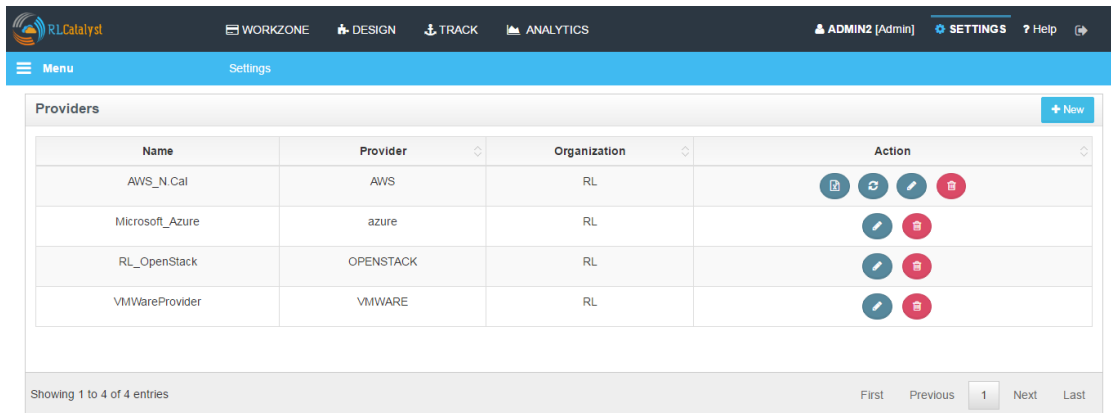 RLCatalyst WORKZONE DESIGN TRACK ANALYTICS ADMIN2 [Admin] SETTINGS ? Help
Menu Settings
Providers + New
Name Provider Organization Action
AWS_N.Cal AWS RL
Microsoft_Azure azure RL
RL_OpenStack OPENSTACK RL
VMWareProvider VMWARE RL
Showing 1 to 4 of 4 entries First Previous 1 Next Last